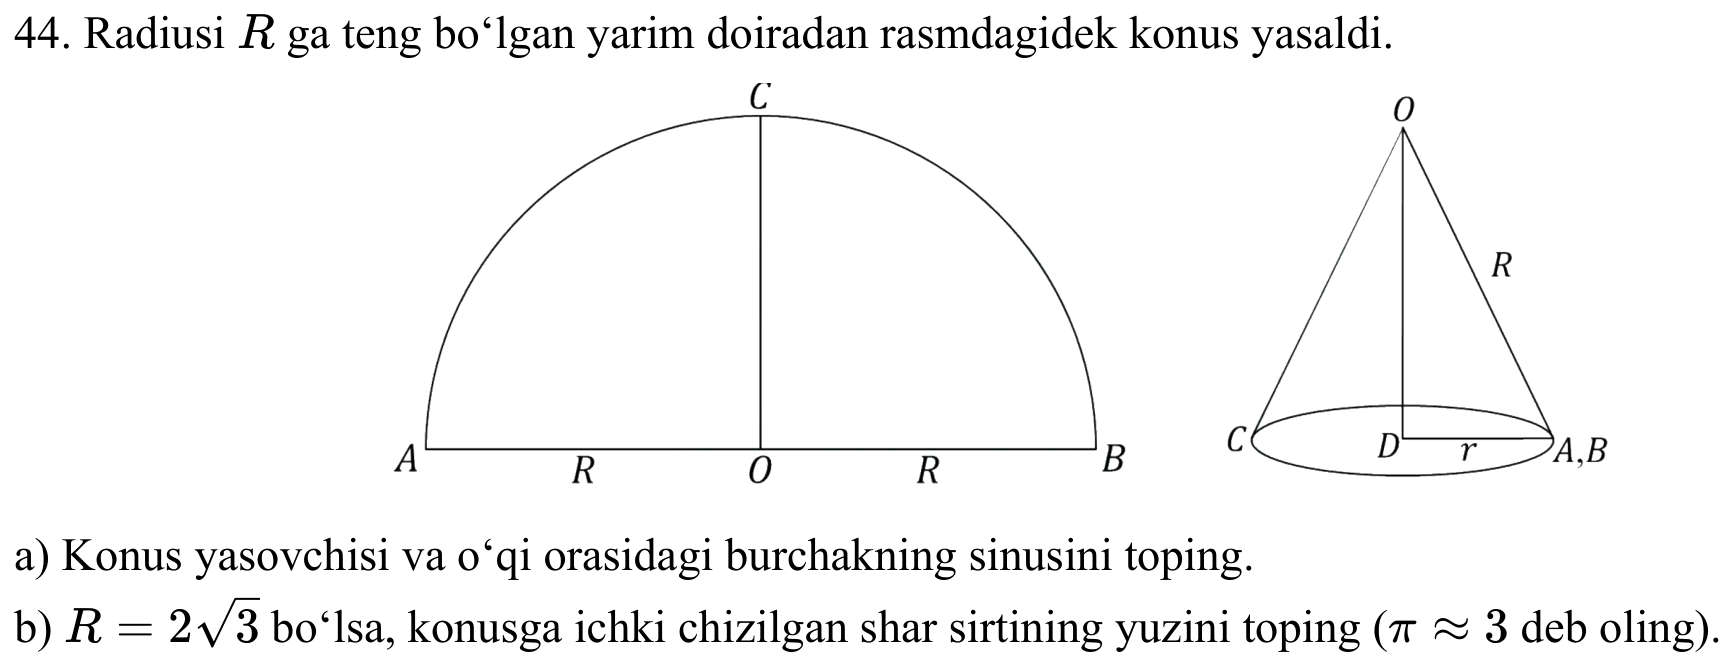 44. Radiusi R ga teng bo‘lgan yarim doiradan rasmdagidek konus yasaldi.
C
O
R
A
R
O
R
B
C
D
r
A,B
a) Konus yasovchisi va o‘qi orasidagi burchakning sinusini toping.
b) R = 2√3 bo‘lsa, konusga ichki chizilgan shar sirtining yuzini toping (π ≈ 3 deb oling).